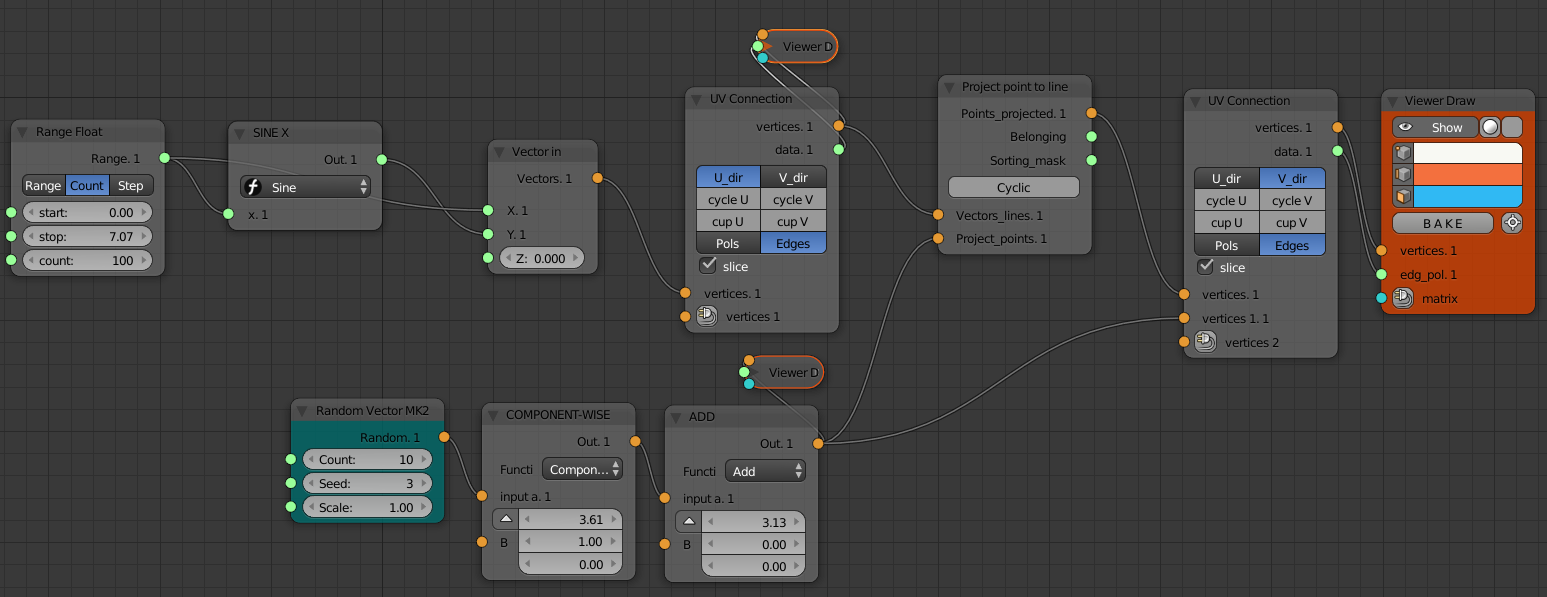 Viewer D
Range Float
Range. 1
Range Count Step
start: 0.00
stop: 7.07
count: 100
SINE X
Out. 1
Sine
x. 1
Vector in
Vectors. 1
X. 1
Y. 1
Z: 0.000
UV Connection
vertices. 1
data. 1
U_dir V_dir
cycle U cycle V
cup U cup V
Pols Edges
slice
vertices. 1
vertices 1
Project point to line
Points_projected. 1
Belonging
Sorting_mask
Cyclic
Vectors_lines. 1
Project_points. 1
UV Connection
vertices. 1
data. 1
U_dir V_dir
cycle U cycle V
cup U cup V
Pols Edges
slice
vertices. 1
vertices 1. 1
vertices 2
Viewer Draw
Show
B A K E
vertices. 1
edg_pol. 1
matrix
Viewer D
Random Vector MK2
Random. 1
Count: 10
Seed: 3
Scale: 1.00
COMPONENT-WISE
Out. 1
Functi Compon...
input a. 1
3.61
B 1.00
0.00
ADD
Out. 1
Functi Add
input a. 1
3.13
B 0.00
0.00